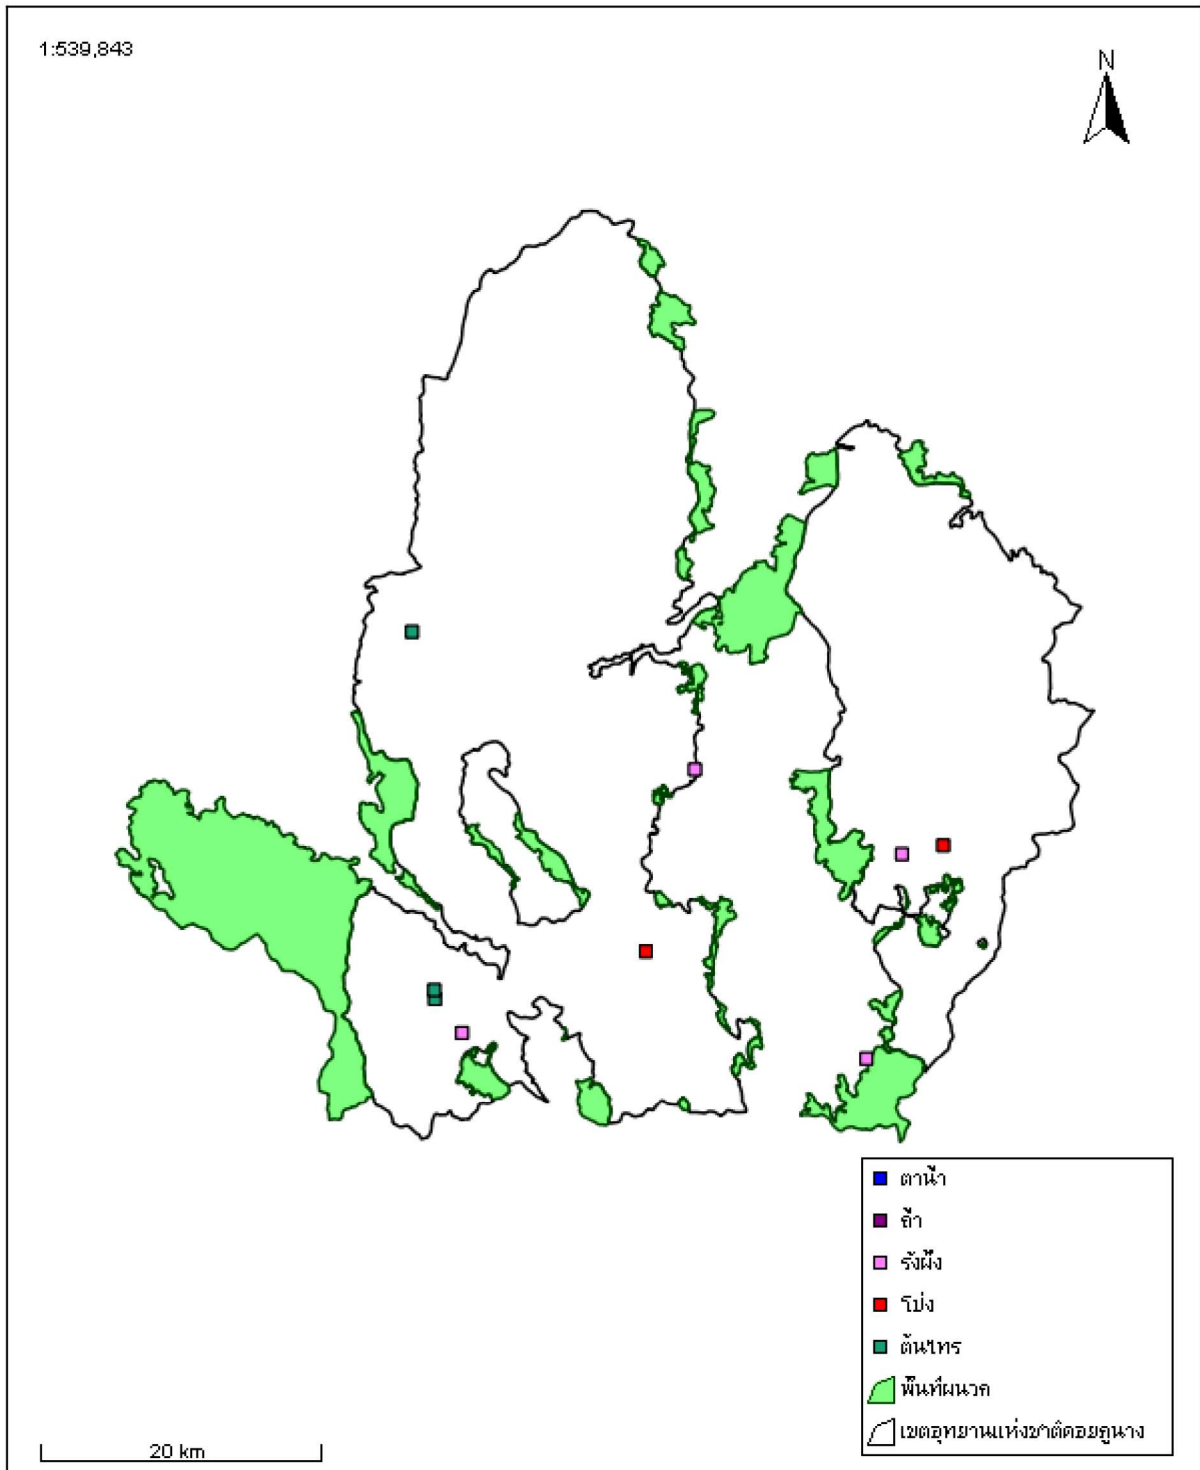 1:539,843
N
ตาน้ำ
ถ้ำ
รังผึ้ง
โป่ง
ต้นไทร
พื้นที่ผนวก
เขตอุทยานแห่งชาติดอยภูนาง
20 km